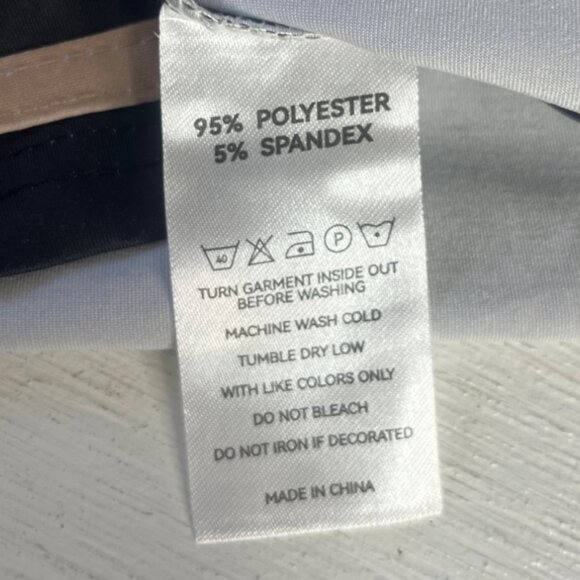 95% POLYESTER
5% SPANDEX
40 P
TURN GARMENT INSIDE OUT
BEFORE WASHING
MACHINE WASH COLD
TUMBLE DRY LOW
WITH LIKE COLORS ONLY
DO NOT BLEACH
DO NOT IRON IF DECORATED
MADE IN CHINA